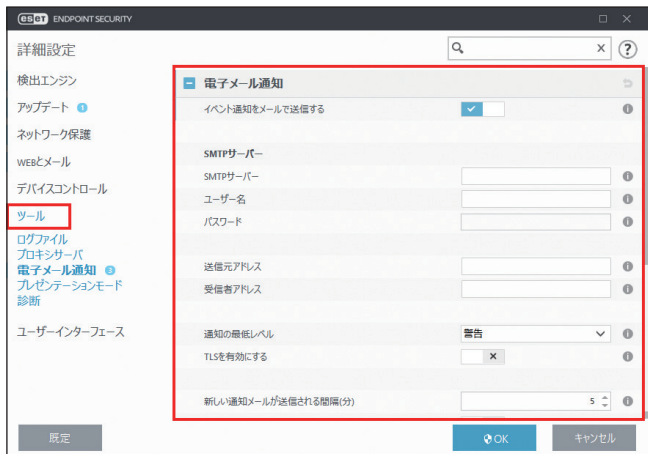 eset ENDPOINT SECURITY
詳細設定
x
?
検出エンジン
アップデート 1
ネットワーク保護
WEBとメール
デバイスコントロール
ツール
ログファイル
プロキシサーバ
電子メール通知 3
プレゼンテーションモード
診断
ユーザーインターフェース
電子メール通知
イベント通知をメールで送信する
SMTPサーバー
SMTPサーバー
ユーザー名
パスワード
送信元アドレス
受信者アドレス
通知の最低レベル 警告
TLSを有効にする
新しい通知メールが送信される間隔(分) 5
既定
OK
キャンセル